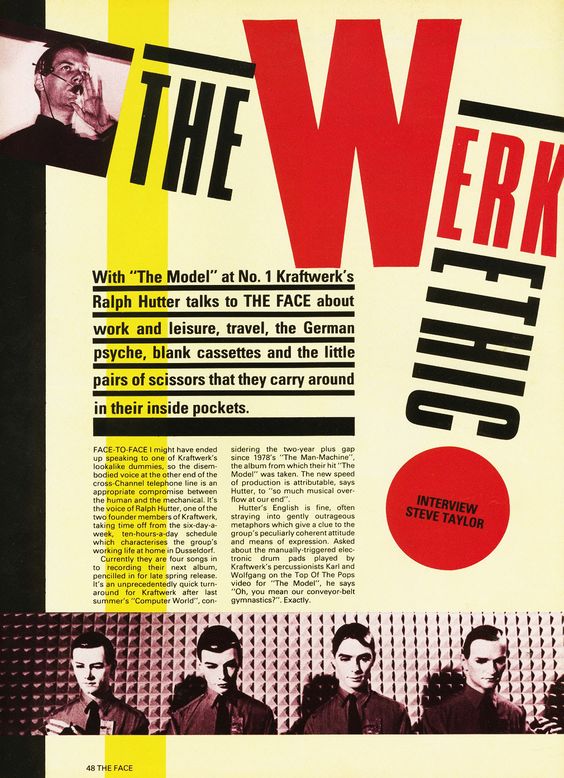 THE
WERK
ETHIC
With "The Model" at No. 1 Kraftwerk's
Ralph Hutter talks to THE FACE about
work and leisure, travel, the German
psyche, blank cassettes and the little
pairs of scissors that they carry around
in their inside pockets.
FACE-TO-FACE I might have ended
up speaking to one of Kraftwerk's
lookalike dummies, so the disem-
bodied voice at the other end of the
cross-Channel telephone line is an
appropriate compromise between
the human and the mechanical. It's
the voice of Ralph Hutter, one of the
two founder members of Kraftwerk,
taking time off from the six-day-a-
week, ten-hours-a-day schedule
which characterises the group's
working life at home in Dusseldorf.
Currently they are four songs in
to recording their next album,
pencilled in for late spring release.
It's an unprecedentedly quick turn-
around for Kraftwerk after last
summer's "Computer World", con-
sidering the two-year plus gap
since 1978's "The Man-Machine",
the album from which their hit "The
Model" was taken. The new speed
of production is attributable, says
Hutter, to "so much musical over-
flow at our end".
Hutter's English is fine, often
straying into gently outrageous
metaphors which give a clue to the
group's peculiarly coherent attitude
and means of expression. Asked
about the manually-triggered elec-
tronic drum pads played by
Kraftwerk's percussionists Karl and
Wolfgang on the Top Of The Pops
video for "The Model", he says
"Oh, you mean our conveyor-belt
gymnastics?". Exactly.
INTERVIEW
STEVE TAYLOR
48 THE FACE